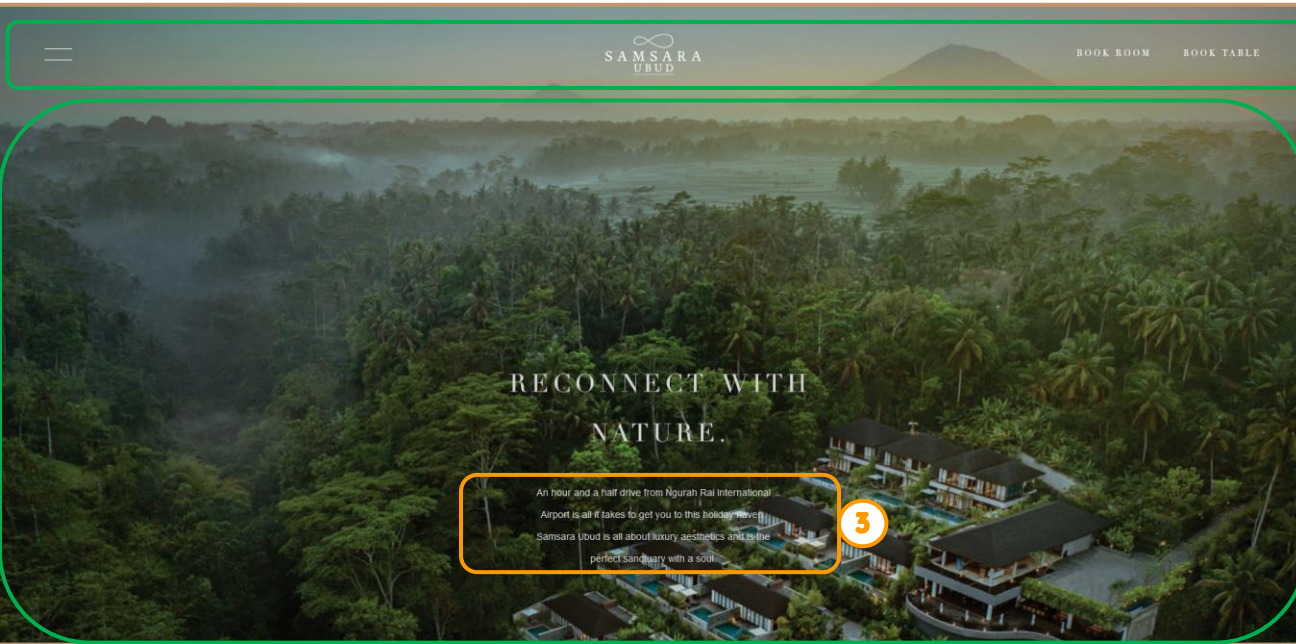 SAMSARA
UBUD
BOOK ROOM
BOOK TABLE
RECONNECT WITH
NATURE.
An hour and a half drive from Ngurah Rai International
Airport is all it takes to get you to this holiday haven
Samsara Ubud is all about luxury aesthetics and is the
perfect sanctuary with a soul
3